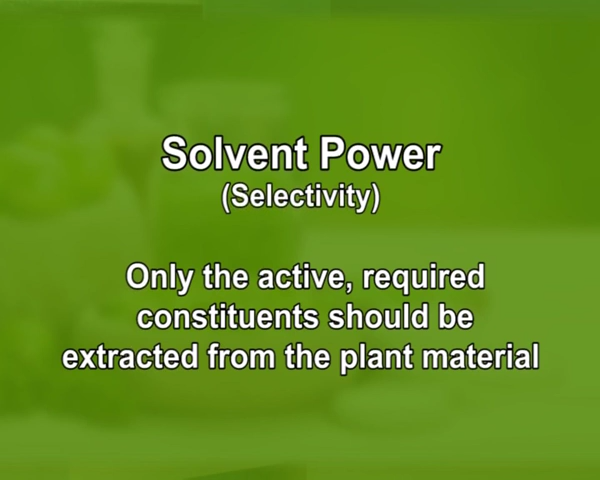 Solvent Power
(Selectivity)
Only the active, required
constituents should be
extracted from the plant material